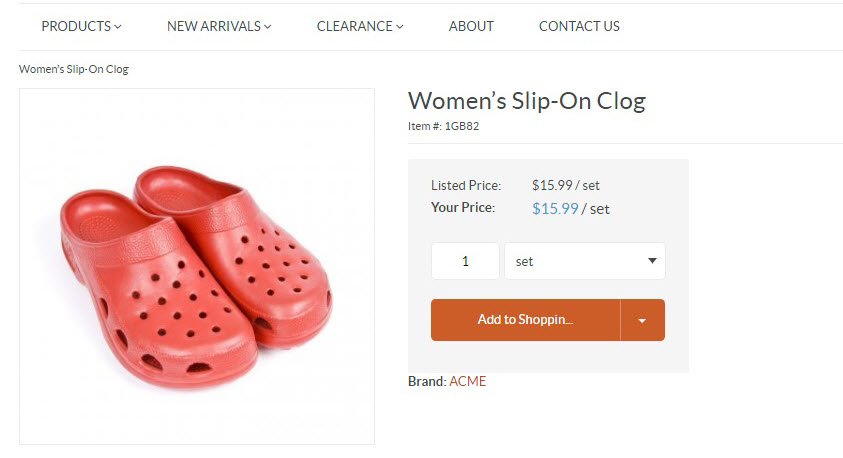 PRODUCTS NEW ARRIVALS CLEARANCE ABOUT CONTACT US
Women's Slip-On Clog
Women’s Slip-On Clog
Item #: 1GB82
Listed Price: $15.99 / set
Your Price: $15.99 / set
1 set
Add to Shoppin...
Brand: ACME